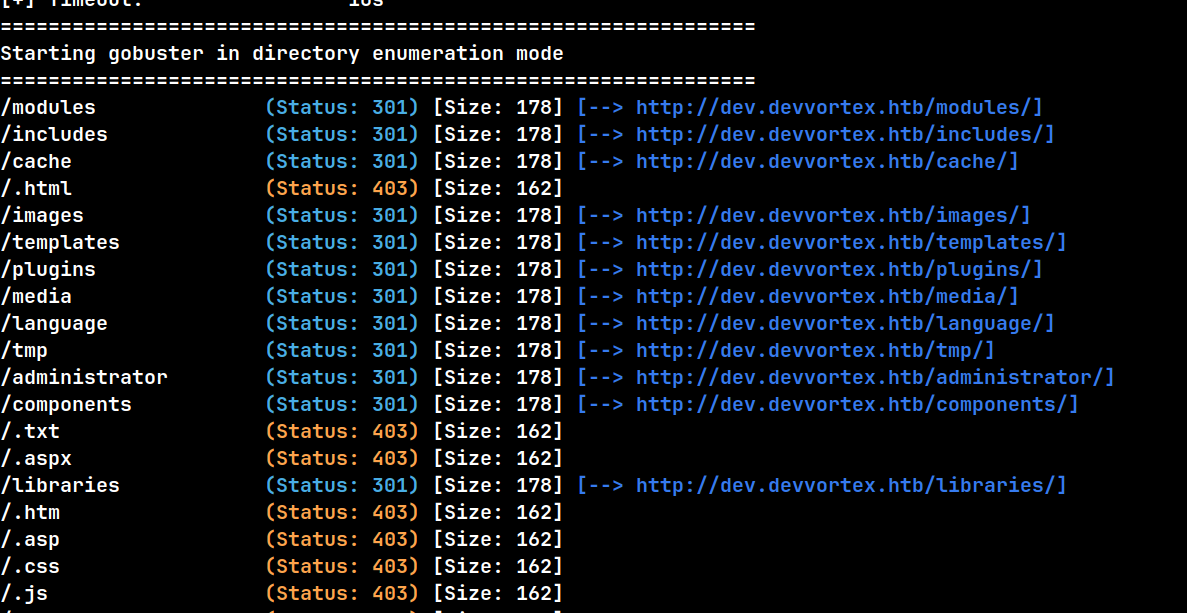 [+] Timeout:                 10s
===============================================================
Starting gobuster in directory enumeration mode
===============================================================
/modules              (Status: 301) [Size: 178] [--> http://dev.devvortex.htb/modules/]
/includes             (Status: 301) [Size: 178] [--> http://dev.devvortex.htb/includes/]
/cache                (Status: 301) [Size: 178] [--> http://dev.devvortex.htb/cache/]
/.html                (Status: 403) [Size: 162]
/images               (Status: 301) [Size: 178] [--> http://dev.devvortex.htb/images/]
/templates            (Status: 301) [Size: 178] [--> http://dev.devvortex.htb/templates/]
/plugins              (Status: 301) [Size: 178] [--> http://dev.devvortex.htb/plugins/]
/media                (Status: 301) [Size: 178] [--> http://dev.devvortex.htb/media/]
/language             (Status: 301) [Size: 178] [--> http://dev.devvortex.htb/language/]
/tmp                  (Status: 301) [Size: 178] [--> http://dev.devvortex.htb/tmp/]
/administrator        (Status: 301) [Size: 178] [--> http://dev.devvortex.htb/administrator/]
/components           (Status: 301) [Size: 178] [--> http://dev.devvortex.htb/components/]
/.txt                 (Status: 403) [Size: 162]
/.aspx                (Status: 403) [Size: 162]
/libraries            (Status: 301) [Size: 178] [--> http://dev.devvortex.htb/libraries/]
/.htm                 (Status: 403) [Size: 162]
/.asp                 (Status: 403) [Size: 162]
/.css                 (Status: 403) [Size: 162]
/.js                  (Status: 403) [Size: 162]